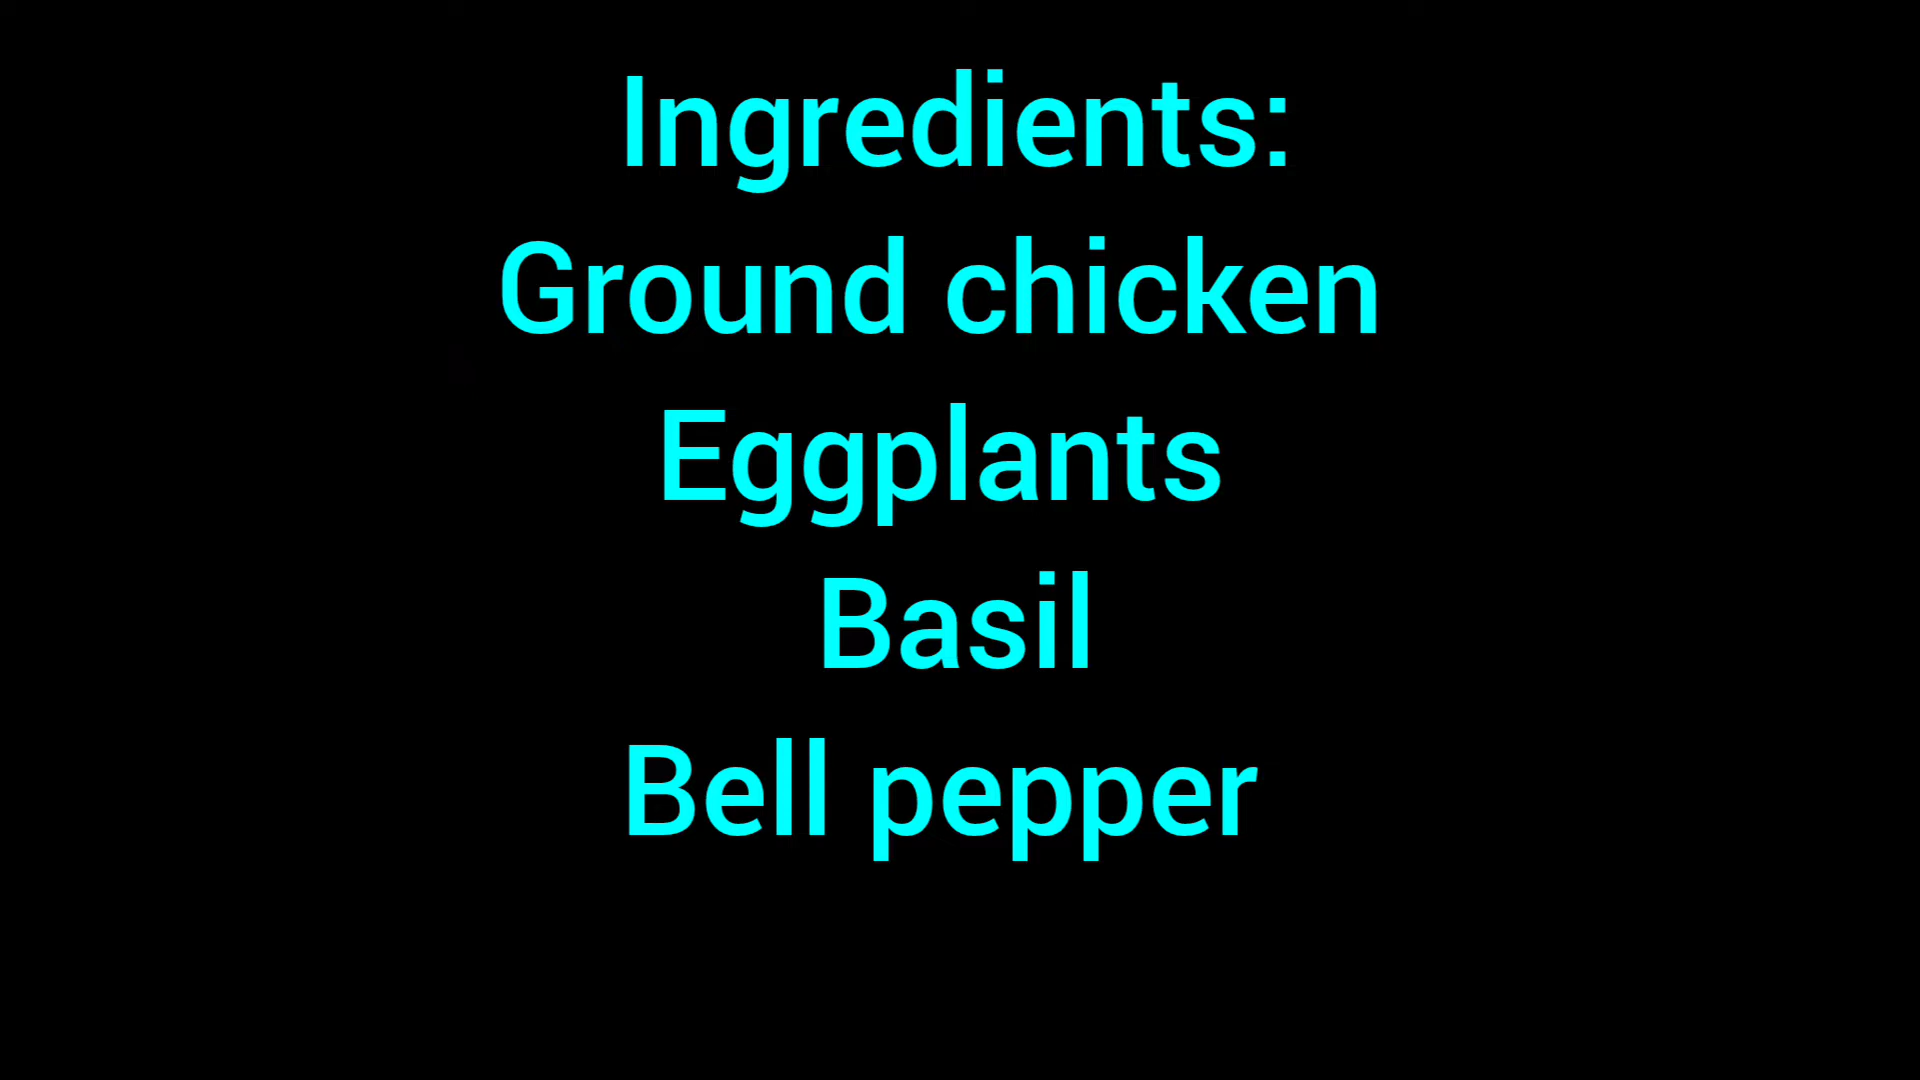 Ingredients:
Ground chicken
Eggplants
Basil
Bell pepper